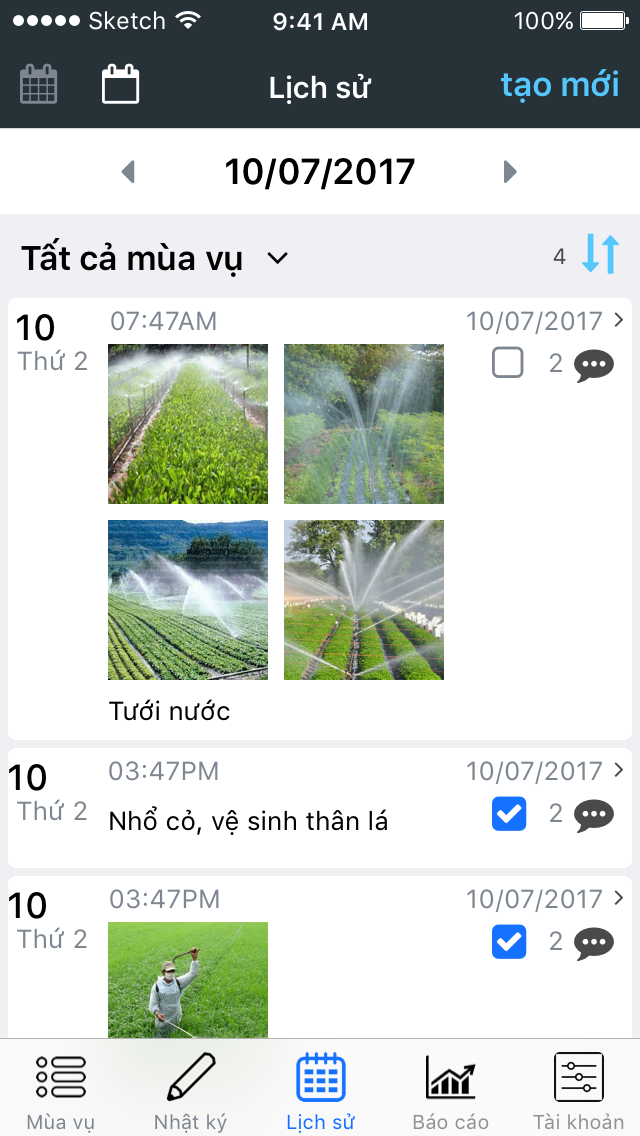 Sketch 9:41 AM 100%
Lịch sử tạo mới
10/07/2017
Tất cả mùa vụ 4
10 07:47AM 10/07/2017
Thứ 2 2
Tưới nước
10 03:47PM 10/07/2017
Thứ 2 Nhổ cỏ, vệ sinh thân lá 2
10 03:47PM 10/07/2017
Thứ 2 2
Mùa vụ Nhật ký Lịch sử Báo cáo Tài khoản